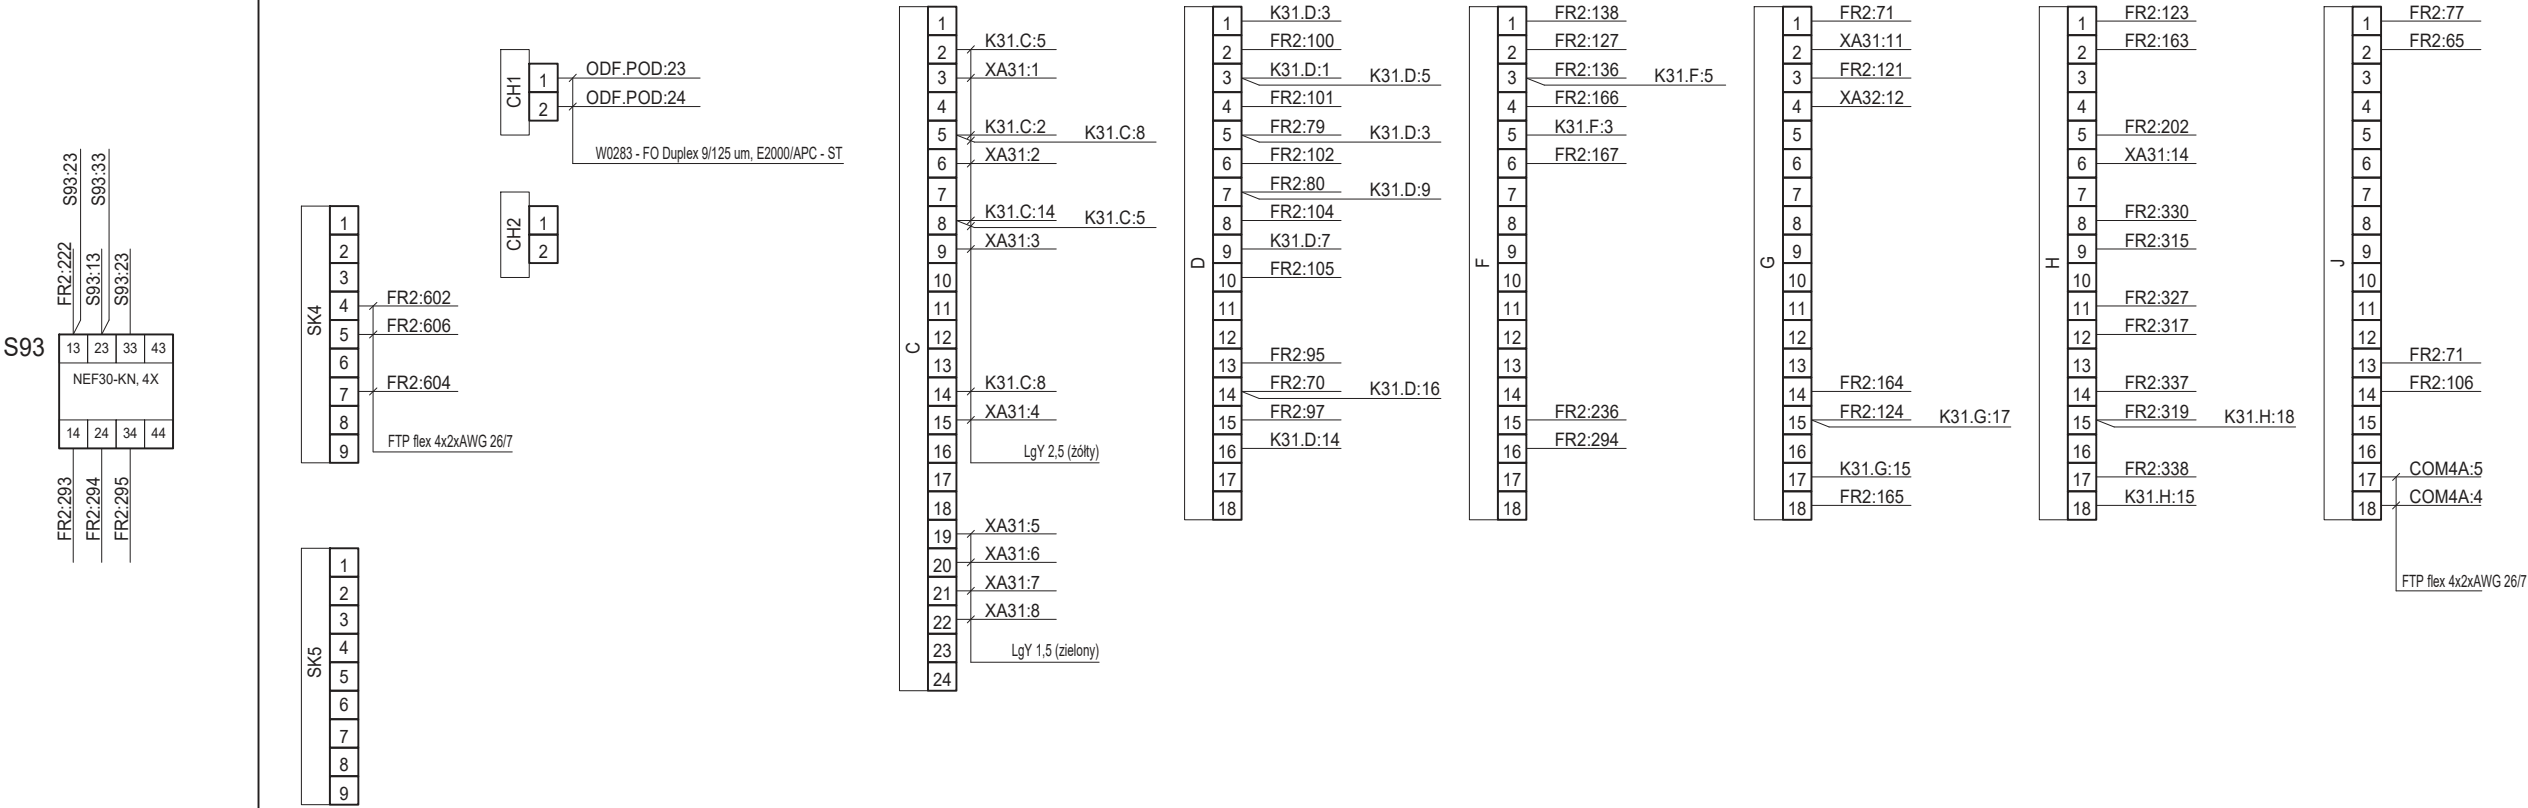 S93
S93:23
S93:33
FR2:222
S93:13
S93:23
13 23 33 43
NEF30-KN, 4X
14 24 34 44
FR2:293
FR2:294
FR2:295
SK4
1
2
3
4 FR2:602
5 FR2:606
6
7 FR2:604
8
9
FTP flex 4x2xAWG 26/7
SK5
1
2
3
4
5
6
7
8
9
CH1
1 ODF.POD:23
2 ODF.POD:24
W0283 - FO Duplex 9/125 um, E2000/APC - ST
CH2
1
2
C
1
2 K31.C:5
3 XA31:1
4
5 K31.C:2 K31.C:8
6 XA31:2
7
8 K31.C:14 K31.C:5
9 XA31:3
10
11
12
13
14 K31.C:8
15 XA31:4
16 LgY 2,5 (żółty)
17
18
19 XA31:5
20 XA31:6
21 XA31:7
22 XA31:8
23 LgY 1,5 (zielony)
24
D
1 K31.D:3
2 FR2:100
3 K31.D:1 K31.D:5
4 FR2:101
5 FR2:79 K31.D:3
6 FR2:102
7 FR2:80 K31.D:9
8 FR2:104
9 K31.D:7
10 FR2:105
11
12
13 FR2:95
14 FR2:70 K31.D:16
15 FR2:97
16 K31.D:14
17
18
F
1 FR2:138
2 FR2:127
3 FR2:136 K31.F:5
4 FR2:166
5 K31.F:3
6 FR2:167
7
8
9
10
11
12
13
14
15 FR2:236
16 FR2:294
17
18
G
1 FR2:71
2 XA31:11
3 FR2:121
4 XA32:12
5
6
7
8
9
10
11
12
13
14 FR2:164
15 FR2:124 K31.G:17
16
17 K31.G:15
18 FR2:165
H
1 FR2:123
2 FR2:163
3
4
5 FR2:202
6 XA31:14
7
8 FR2:330
9 FR2:315
10
11 FR2:327
12 FR2:317
13
14 FR2:337
15 FR2:319 K31.H:18
16
17 FR2:338
18 K31.H:15
J
1 FR2:77
2 FR2:65
3
4
5
6
7
8
9
10
11
12
13 FR2:71
14 FR2:106
15
16
17 COM4A:5
18 COM4A:4
FTP flex 4x2xAWG 26/7